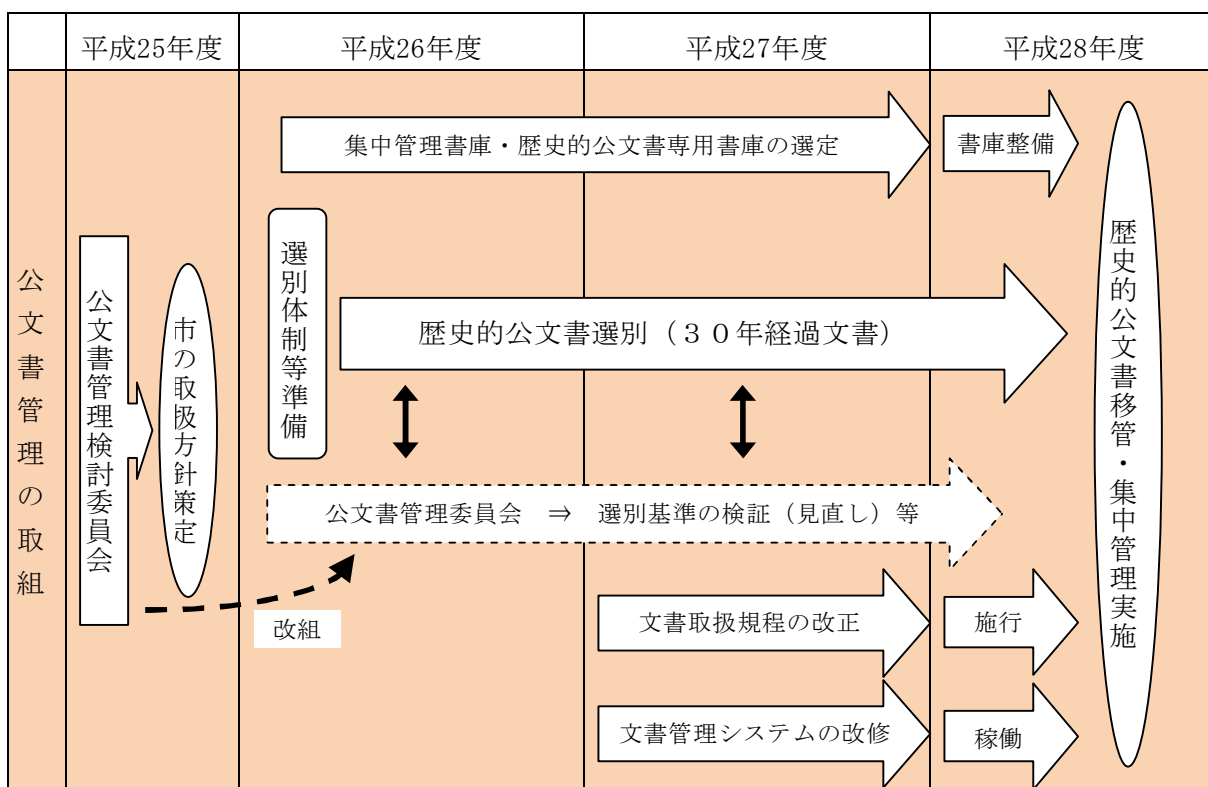 平成25年度
平成26年度
平成27年度
平成28年度
公文書管理の取組
公文書管理検討委員会
市の取扱方針策定
集中管理書庫・歴史的公文書専用書庫の選定
書庫整備
選別体制等準備
歴史的公文書選別（３０年経過文書）
公文書管理委員会　⇒　選別基準の検証（見直し）等
改組
文書取扱規程の改正
施行
文書管理システムの改修
稼働
歴史的公文書移管・集中管理実施